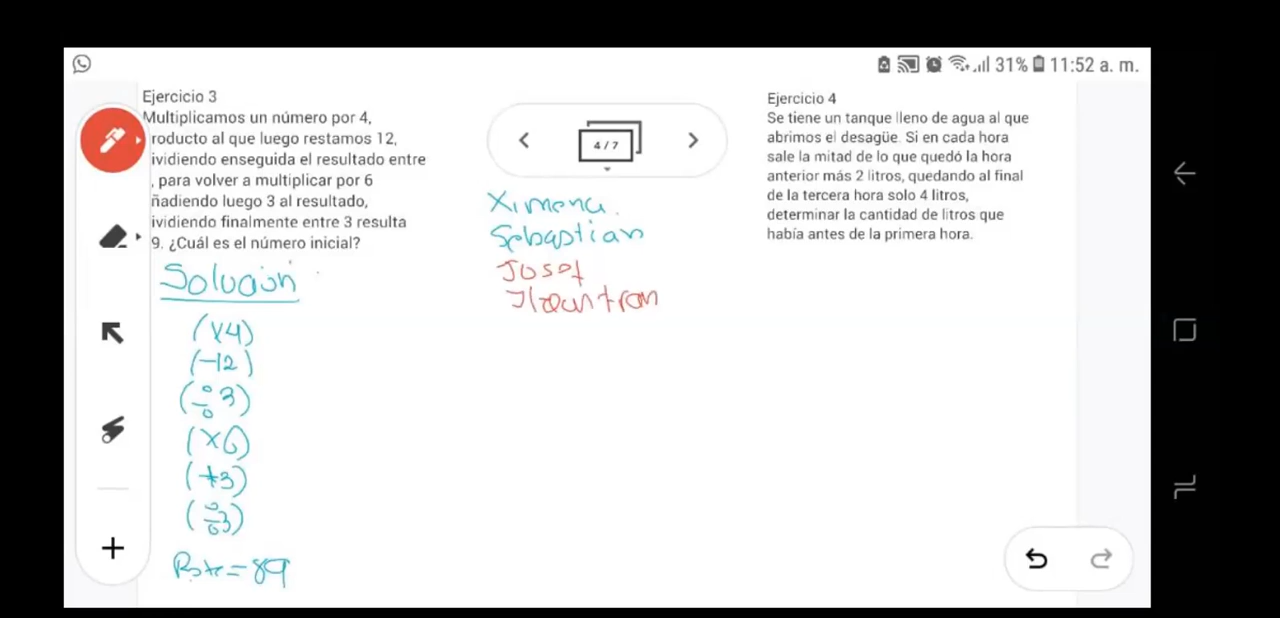 31% 11:52 a. m.
Ejercicio 3
Multiplicamos un número por 4,
roducto al que luego restamos 12,
ividiendo enseguida el resultado entre
, para volver a multiplicar por 6
ñadiendo luego 3 al resultado,
ividiendo finalmente entre 3 resulta
9. ¿Cuál es el número inicial?
Solución
(x4)
(-12)
(÷3)
(x6)
(+3)
(÷3)
Rpta=89
4/7
Ximena.
Sebastian
Josef
Ejercicio 4
Se tiene un tanque lleno de agua al que
abrimos el desagüe. Si en cada hora
sale la mitad de lo que quedó la hora
anterior más 2 litros, quedando al final
de la tercera hora solo 4 litros,
determinar la cantidad de litros que
había antes de la primera hora.